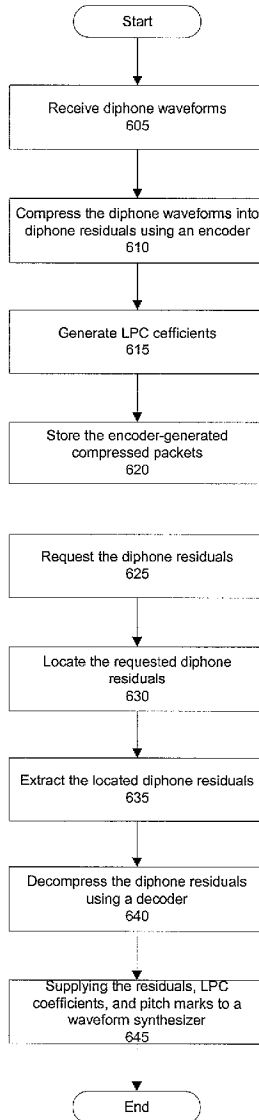 Start
Receive diphone waveforms
605
Compress the diphone waveforms into
diphone residuals using an encoder
610
Generate LPC cefficients
615
Store the encoder-generated
compressed packets
620
Request the diphone residuals
625
Locate the requested diphone
residuals
630
Extract the located diphone residuals
635
Decompress the diphone residuals
using a decoder
640
Supplying the residuals, LPC
coefficients, and pitch marks to a
waveform synthesizer
645
End